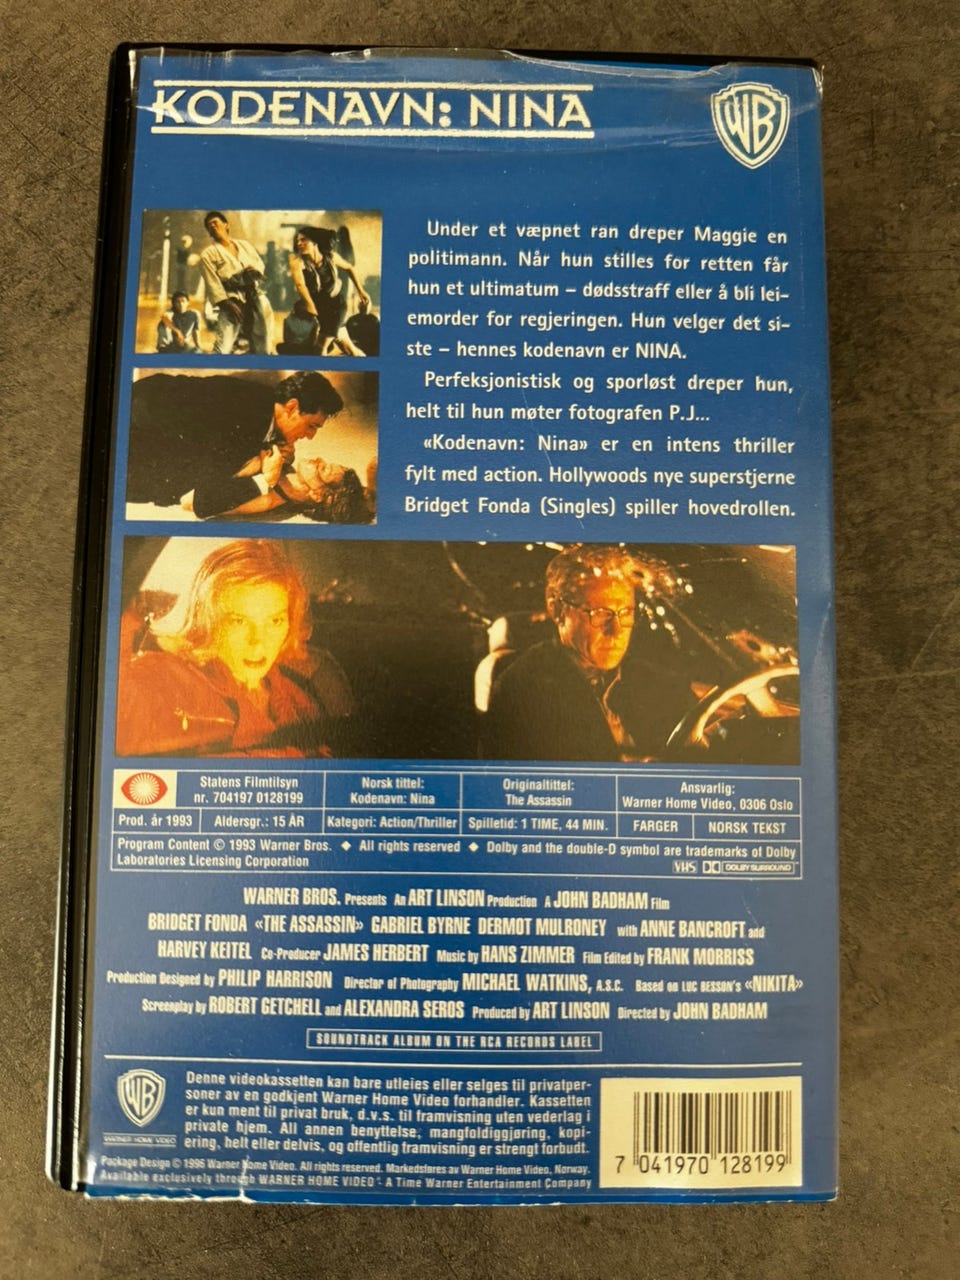 KODENAVN: NINA
WB
Under et væpnet ran dreper Maggie en
politimann. Når hun stilles for retten får
hun et ultimatum – dødsstraff eller å bli lei-
emorder for regjeringen. Hun velger det si-
ste – hennes kodenavn er NINA.
Perfeksjonistisk og sporløst dreper hun,
helt til hun møter fotografen P.J...
«Kodenavn: Nina» er en intens thriller
fylt med action. Hollywoods nye superstjerne
Bridget Fonda (Singles) spiller hovedrollen.
Statens Filmtilsyn
nr. 704197 0128199
Norsk tittel:
Kodenavn: Nina
Originaltittel:
The Assassin
Ansvarlig:
Warner Home Video, 0306 Oslo
Prod. år 1993
Aldersgr.: 15 ÅR
Kategori: Action/Thriller
Spilletid: 1 TIME, 44 MIN.
FARGER
NORSK TEKST
Program Content © 1993 Warner Bros. ◆ All rights reserved ◆ Dolby and the double-D symbol are trademarks of Dolby
Laboratories Licensing Corporation
VHS DOLBY SURROUND
WARNER BROS. Presents An ART LINSON Production A JOHN BADHAM Film
BRIDGET FONDA «THE ASSASSIN» GABRIEL BYRNE DERMOT MULRONEY with ANNE BANCROFT and
HARVEY KEITEL Co-Producer JAMES HERBERT Music by HANS ZIMMER Film Edited by FRANK MORRISS
Production Designed by PHILIP HARRISON Director of Photography MICHAEL WATKINS, A.S.C. Based on LUC BESSON's «NIKITA»
Screenplay by ROBERT GETCHELL and ALEXANDRA SEROS Produced by ART LINSON Directed by JOHN BADHAM
SOUNDTRACK ALBUM ON THE RCA RECORDS LABEL
WB
WARNER HOME VIDEO
Denne videokassetten kan bare utleies eller selges til privatper-
soner av en godkjent Warner Home Video forhandler. Kassetten
er kun ment til privat bruk, d.v.s. til framvisning uten vederlag i
private hjem. All annen benyttelse, mangfoldiggjøring, kopi-
ering, helt eller delvis, og offentlig framvisning er strengt forbudt.
Package Design © 1996 Warner Home Video. All rights reserved. Markedsføres av Warner Home Video, Norway.
Available exclusively through WARNER HOME VIDEO - A Time Warner Entertainment Company
7 041970 128199